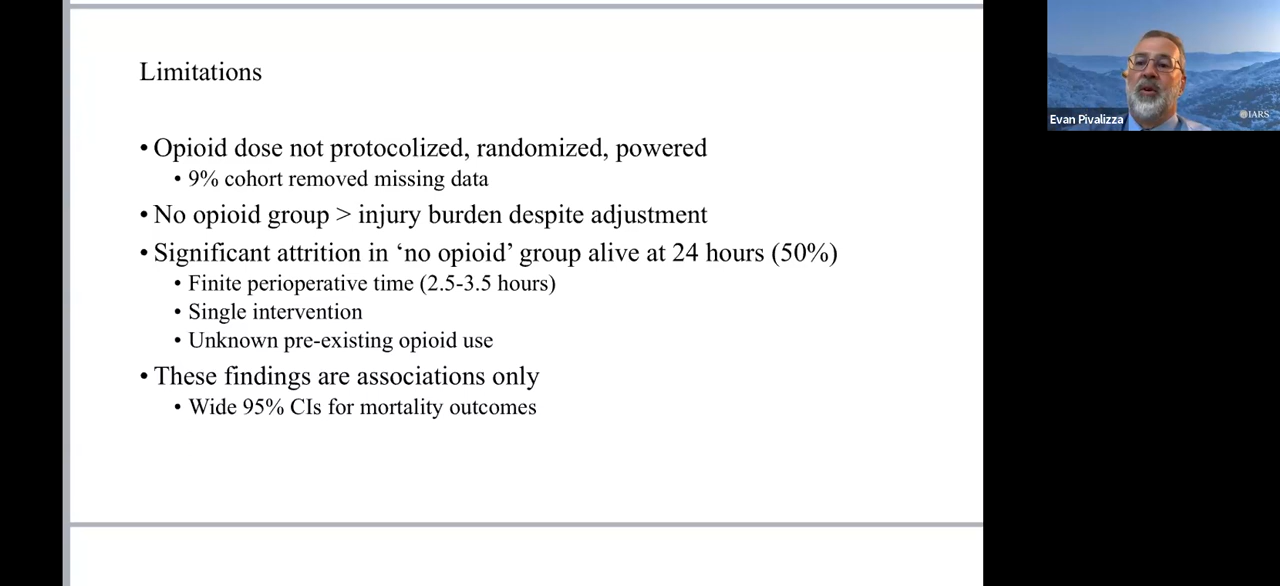 Limitations
• Opioid dose not protocolized, randomized, powered
• 9% cohort removed missing data
• No opioid group > injury burden despite adjustment
• Significant attrition in ‘no opioid’ group alive at 24 hours (50%)
• Finite perioperative time (2.5-3.5 hours)
• Single intervention
• Unknown pre-existing opioid use
• These findings are associations only
• Wide 95% CIs for mortality outcomes
Evan Pivalizza
IARS